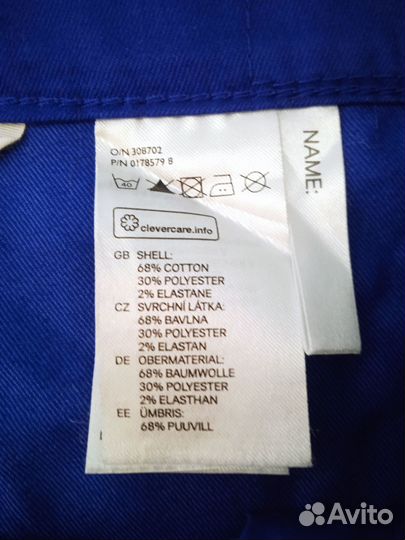 O/N 308702
P/N 0178579 8
40
clevercare.info
GB SHELL:
68% COTTON
30% POLYESTER
2% ELASTANE
CZ SVRCHNÍ LÁTKA:
68% BAVLNA
30% POLYESTER
2% ELASTAN
DE OBERMATERIAL:
68% BAUMWOLLE
30% POLYESTER
2% ELASTHAN
EE ÜMBRIS:
68% PUUVILL
NAME:
Avito